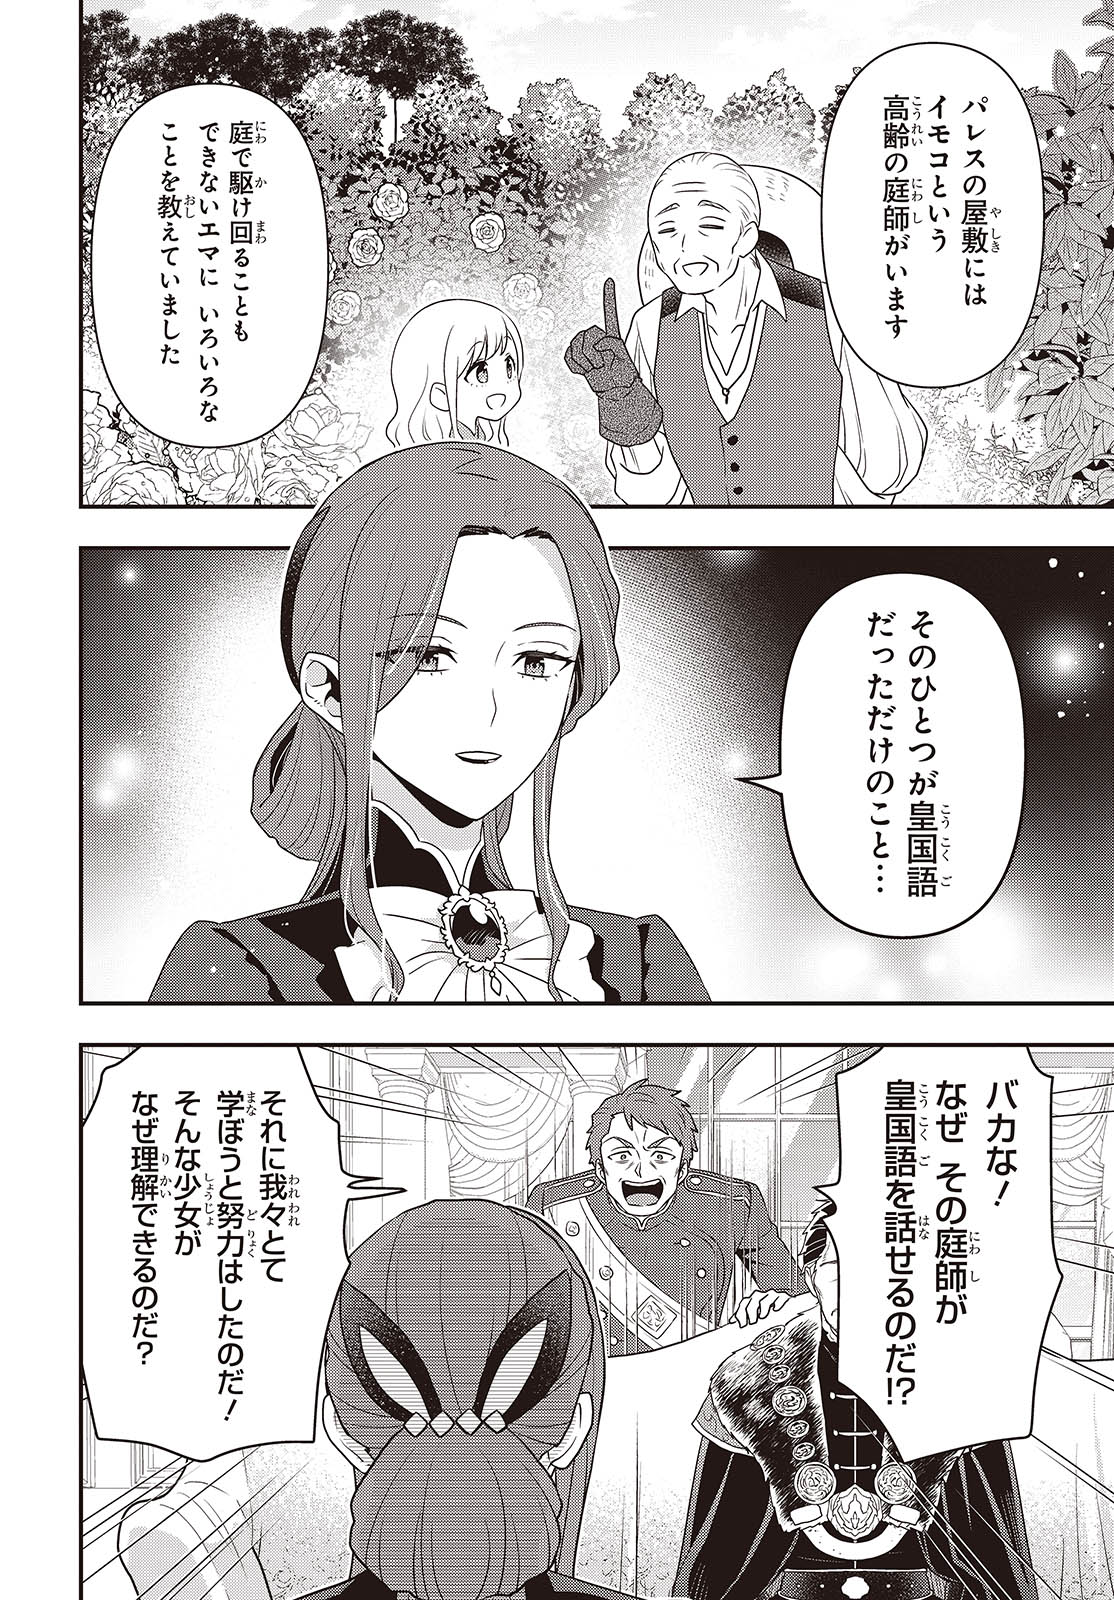 パレスの屋敷には
イモコという
高齢の庭師がいます
庭で駆け回ることも
できないエマに いろいろな
ことを教えていました
そのひとつが皇国語
だっただけのこと…
バカな！
なぜ その庭師が
皇国語を話せるのだ!?
それに我々とて
学ぼうと努力はしたのだ！
そんな少女が
なぜ理解できるのだ？